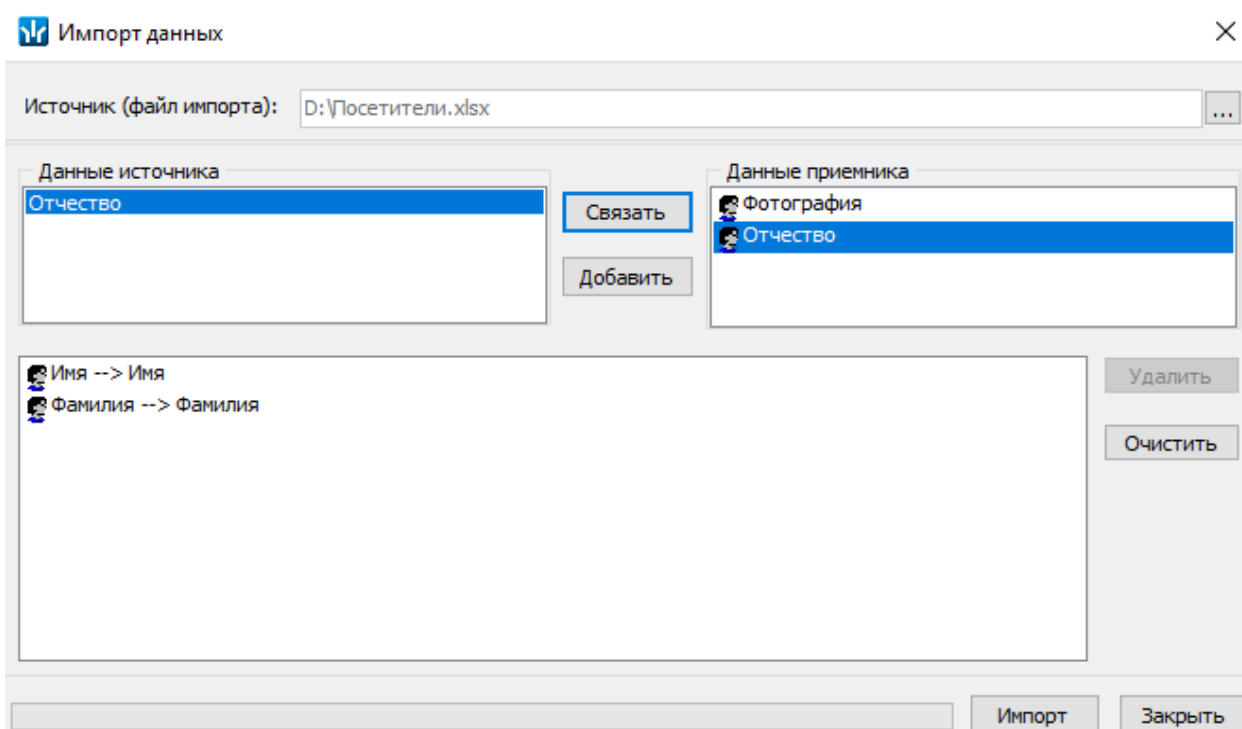 Импорт данных
Источник (файл импорта): D:\Посетители.xlsx ...
Данные источника
Отчество
Связать
Добавить
Данные приемника
Фотография
Отчество
Имя --> Имя
Фамилия --> Фамилия
Удалить
Очистить
Импорт Закрыть